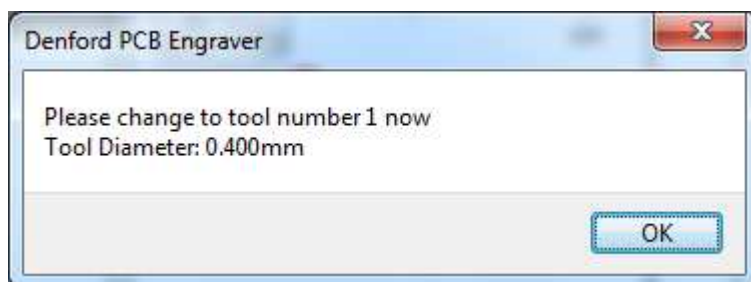 Denford PCB Engraver
Please change to tool number 1 now
Tool Diameter: 0.400mm
OK